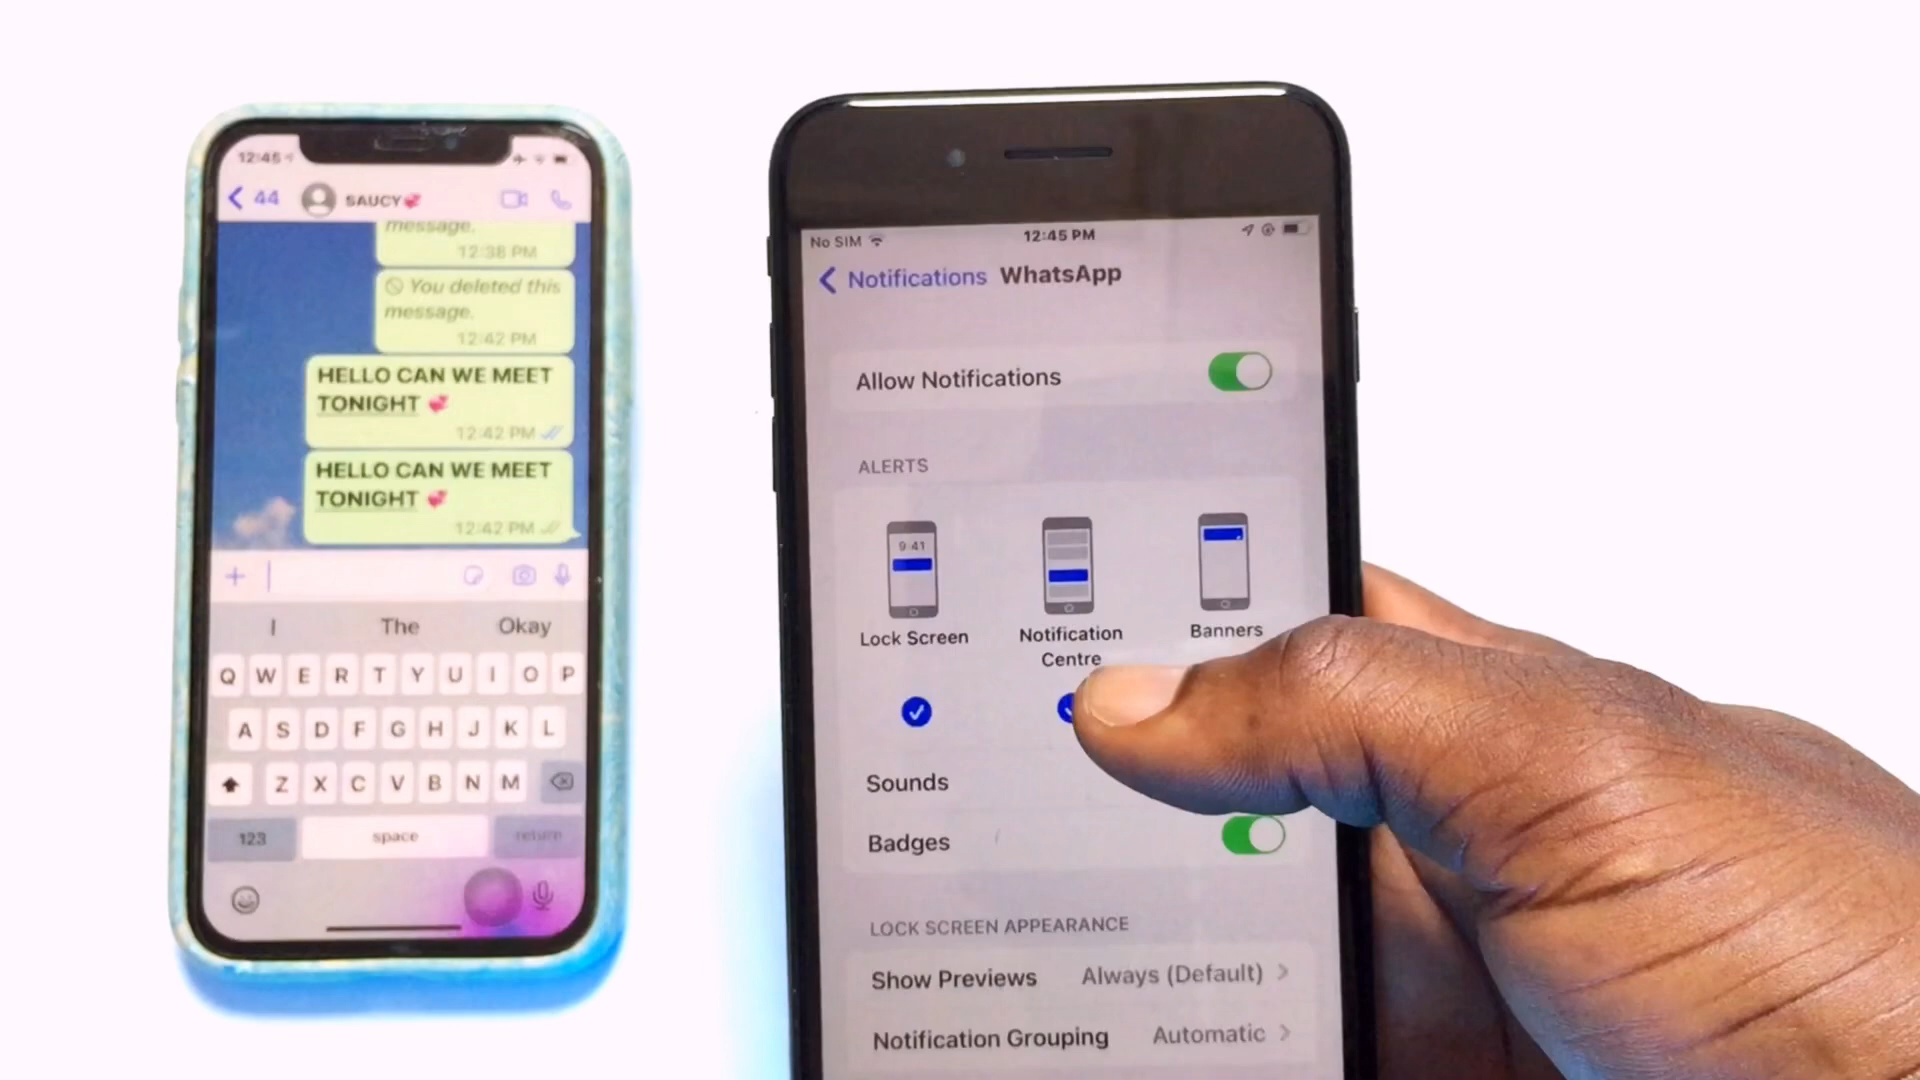 12:45
44 SAUCY💞
message.
12:38 PM
You deleted this
message.
12:42 PM
HELLO CAN WE MEET
TONIGHT 💞
12:42 PM
HELLO CAN WE MEET
TONIGHT 💞
12:42 PM
I The Okay
Q W E R T Y U I O P
A S D F G H J K L
Z X C V B N M
123 space return
No SIM 12:45 PM
Notifications WhatsApp
Allow Notifications
ALERTS
9:41
Lock Screen
Notification
Centre
Banners
Sounds
Badges
LOCK SCREEN APPEARANCE
Show Previews Always (Default)
Notification Grouping Automatic